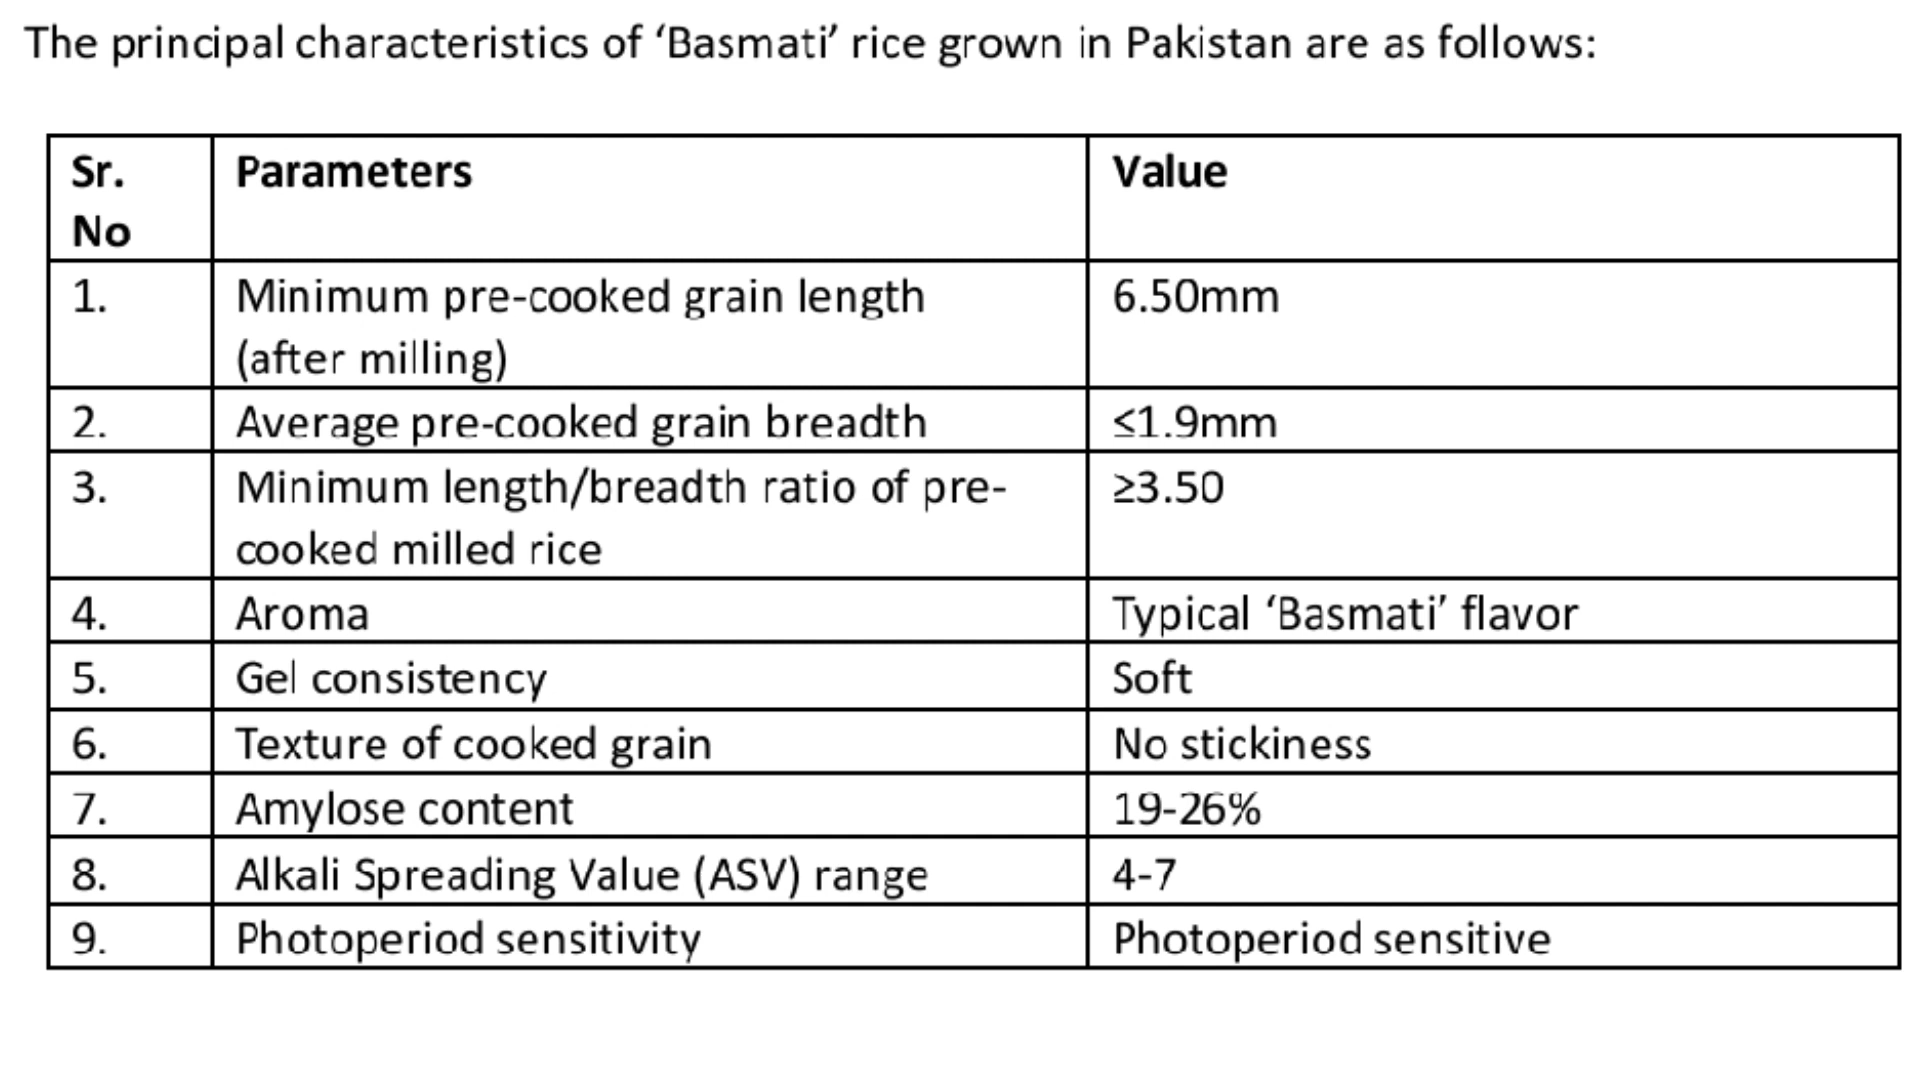 The principal characteristics of ‘Basmati’ rice grown in Pakistan are as follows:
Sr. No Parameters Value
1. Minimum pre-cooked grain length (after milling) 6.50mm
2. Average pre-cooked grain breadth ≤1.9mm
3. Minimum length/breadth ratio of pre-cooked milled rice ≥3.50
4. Aroma Typical ‘Basmati’ flavor
5. Gel consistency Soft
6. Texture of cooked grain No stickiness
7. Amylose content 19-26%
8. Alkali Spreading Value (ASV) range 4-7
9. Photoperiod sensitivity Photoperiod sensitive